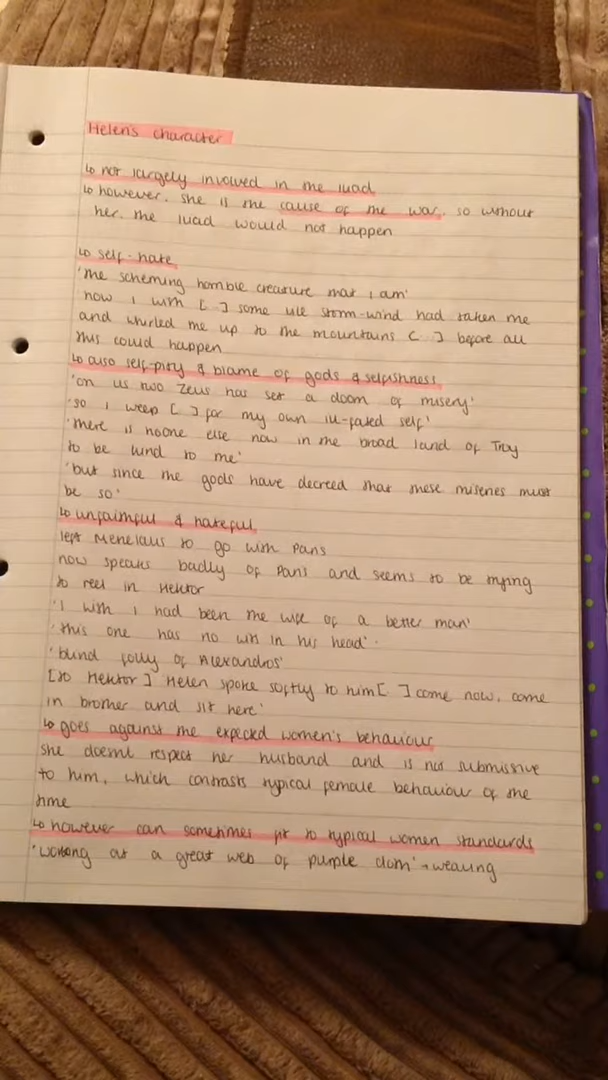 Helen's character
↳ not largely involved in the iliad
↳ however, she is the cause of the war, so without
her, the iliad would not happen
↳ self-hate
'the scheming horrible creature that i am'
'now I wish [ ] some vile storm-wind had taken me
and whirled me up to the mountains [..] before all
this could happen
↳ also self-pity & blame of gods & selfishness
'on us two Zeus has set a doom of misery'
'so I weep [ ] for my own ill-fated self'
'there is noone else now in the broad land of Troy
to be kind to me'
'but since the gods have decreed that these miseries must
be so'
↳ unfaithful & hateful
left Menelaus to go with Paris
now speaks badly of Paris and seems to be trying
to reel in Hektor
'I wish I had been the wife of a better man'
'this one has no wits in his head'
'blind folly of Alexandros'
[to Hektor] 'Helen spoke softly to him [ ] come now, come
in brother and sit here'
↳ goes against the expected women's behaviour
she doesnt respect her husband and is not submissive
to him, which contrasts typical female behaviour of the
time
↳ however can sometimes fit to typical women standards
'working at a great web of purple cloth' → weaving